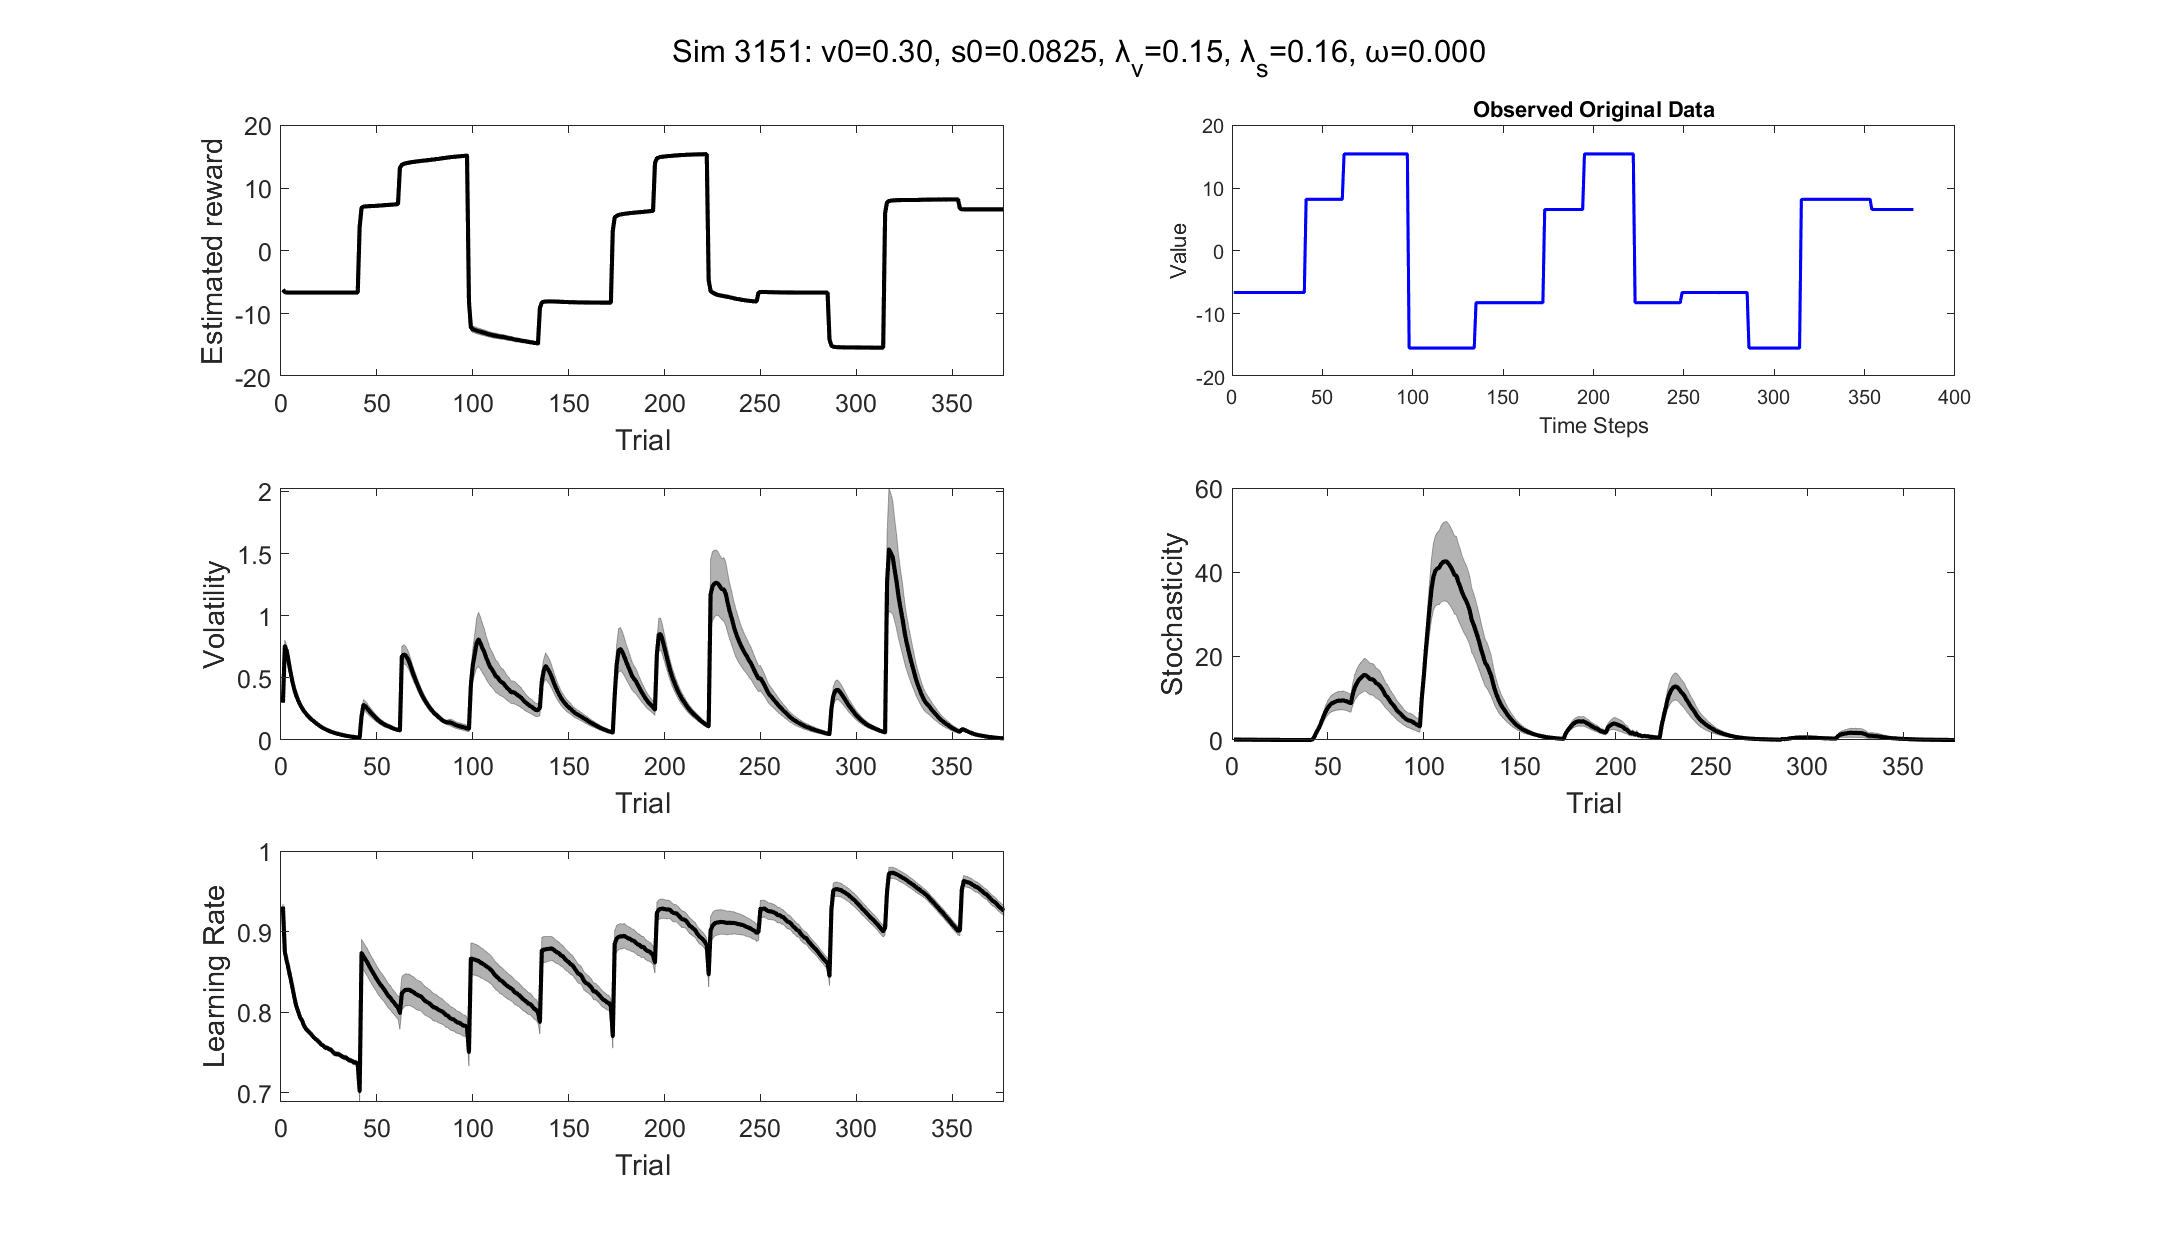 Sim 3151: v0=0.30, s0=0.0825, λv=0.15, λs=0.16, ω=0.000
20
10
0
-10
-20
Estimated reward
0 50 100 150 200 250 300 350
Trial
Observed Original Data
20
10
0
-10
-20
Value
0 50 100 150 200 250 300 350 400
Time Steps
2
1.5
1
0.5
0
Volatility
0 50 100 150 200 250 300 350
Trial
60
40
20
0
Stochasticity
0 50 100 150 200 250 300 350
Trial
1
0.9
0.8
0.7
Learning Rate
0 50 100 150 200 250 300 350
Trial